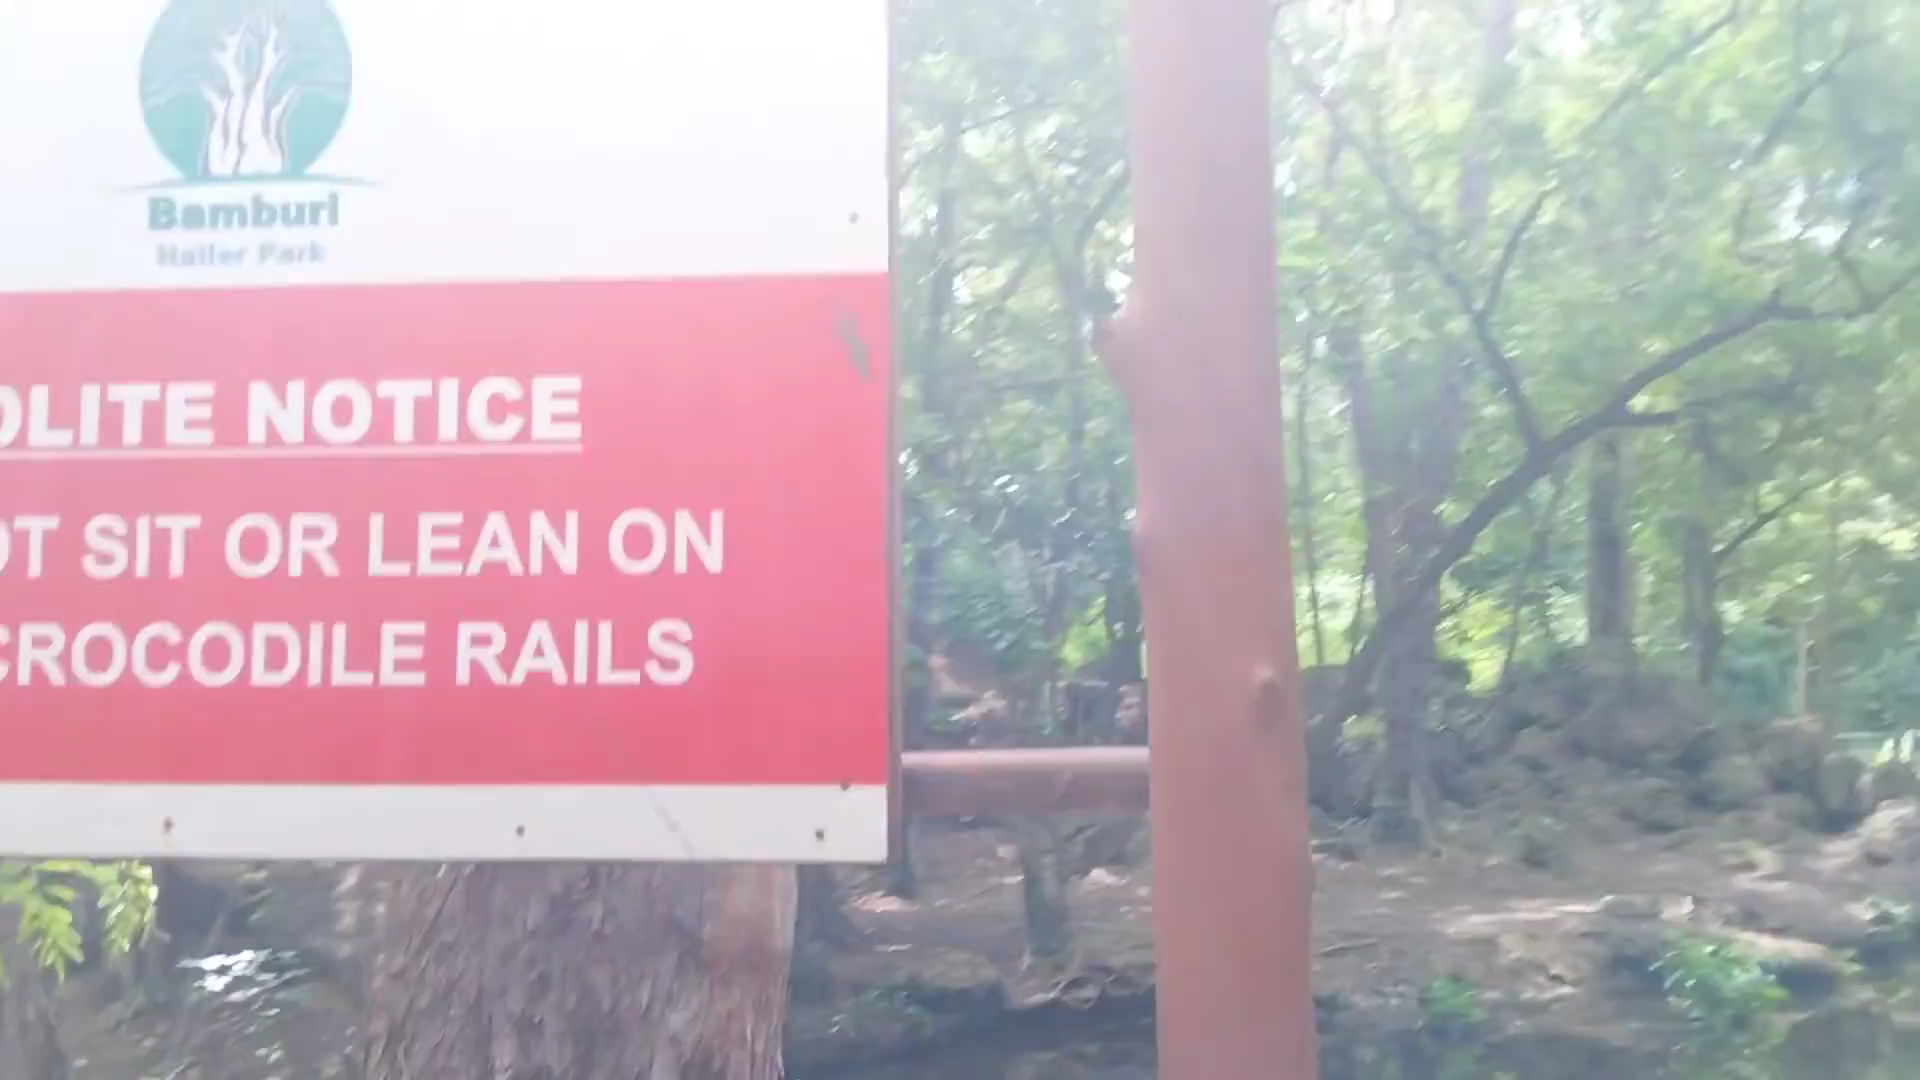 Bamburi
Haller Park
OLITE NOTICE
OT SIT OR LEAN ON
CROCODILE RAILS